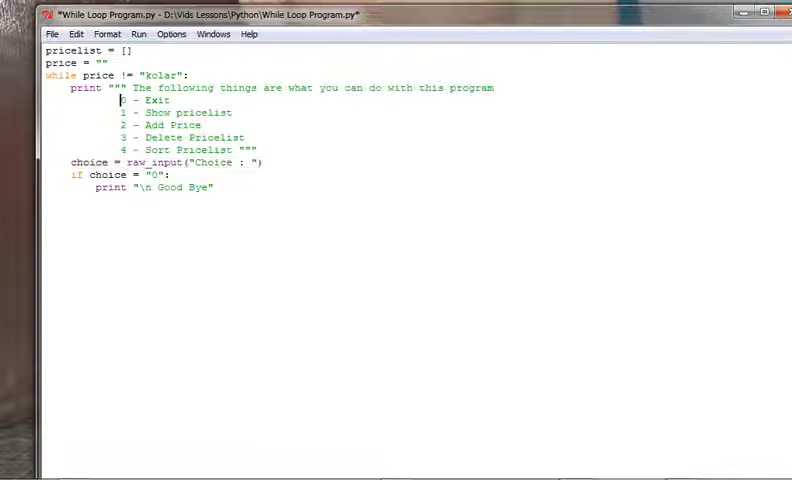 *While Loop Program.py - D:\Vids Lessons\Python\While Loop Program.py*
File Edit Format Run Options Windows Help
pricelist = []
price = ""
while price != "kolar":
print """ The following things are what you can do with this program
0 - Exit
1 - Show pricelist
2 - Add Price
3 - Delete Pricelist
4 - Sort Pricelist """
choice = raw_input("Choice : ")
if choice = "0":
print "\n Good Bye"